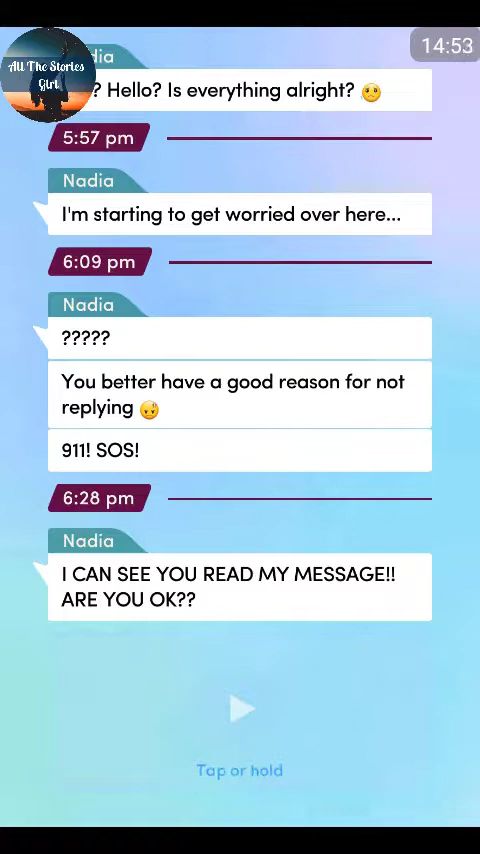 14:53
All The Stories
Girl
dia
? Hello? Is everything alright? 😢
5:57 pm
Nadia
I'm starting to get worried over here...
6:09 pm
Nadia
?????
You better have a good reason for not
replying 🤕
911! SOS!
6:28 pm
Nadia
I CAN SEE YOU READ MY MESSAGE!!
ARE YOU OK??
Tap or hold